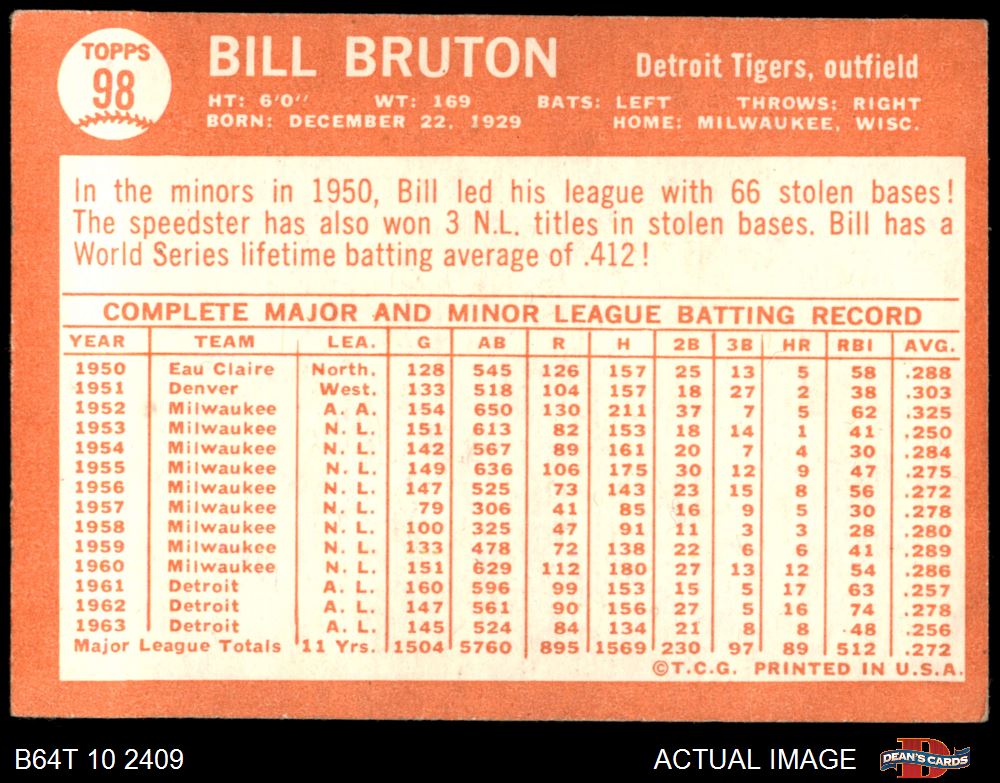 TOPPS
98
BILL BRUTON
Detroit Tigers, outfield
HT: 6'0" WT: 169 BATS: LEFT THROWS: RIGHT
BORN: DECEMBER 22, 1929 HOME: MILWAUKEE, WISC.
In the minors in 1950, Bill led his league with 66 stolen bases!
The speedster has also won 3 N.L. titles in stolen bases. Bill has a
World Series lifetime batting average of .412!
COMPLETE MAJOR AND MINOR LEAGUE BATTING RECORD
YEAR TEAM LEA. G AB R H 2B 3B HR RBI AVG.
1950 Eau Claire North. 128 545 126 157 25 13 5 58 .288
1951 Denver West. 133 518 104 157 18 27 2 38 .303
1952 Milwaukee A. A. 154 650 130 211 37 7 5 62 .325
1953 Milwaukee N. L. 151 613 82 153 18 14 1 41 .250
1954 Milwaukee N. L. 142 567 89 161 20 7 4 30 .284
1955 Milwaukee N. L. 149 636 106 175 30 12 9 47 .275
1956 Milwaukee N. L. 147 525 73 143 23 15 8 56 .272
1957 Milwaukee N. L. 79 306 41 85 16 9 5 30 .278
1958 Milwaukee N. L. 100 325 47 91 11 3 3 28 .280
1959 Milwaukee N. L. 133 478 72 138 22 6 6 41 .289
1960 Milwaukee N. L. 151 629 112 180 27 13 12 54 .286
1961 Detroit A. L. 160 596 99 153 15 5 17 63 .257
1962 Detroit A. L. 147 561 90 156 27 5 16 74 .278
1963 Detroit A. L. 145 524 84 134 21 8 8 48 .256
Major League Totals 11 Yrs. 1504 5760 895 1569 230 97 89 512 .272
©T.C.G. PRINTED IN U.S.A.
B64T 10 2409 ACTUAL IMAGE
DEAN'S CARDS